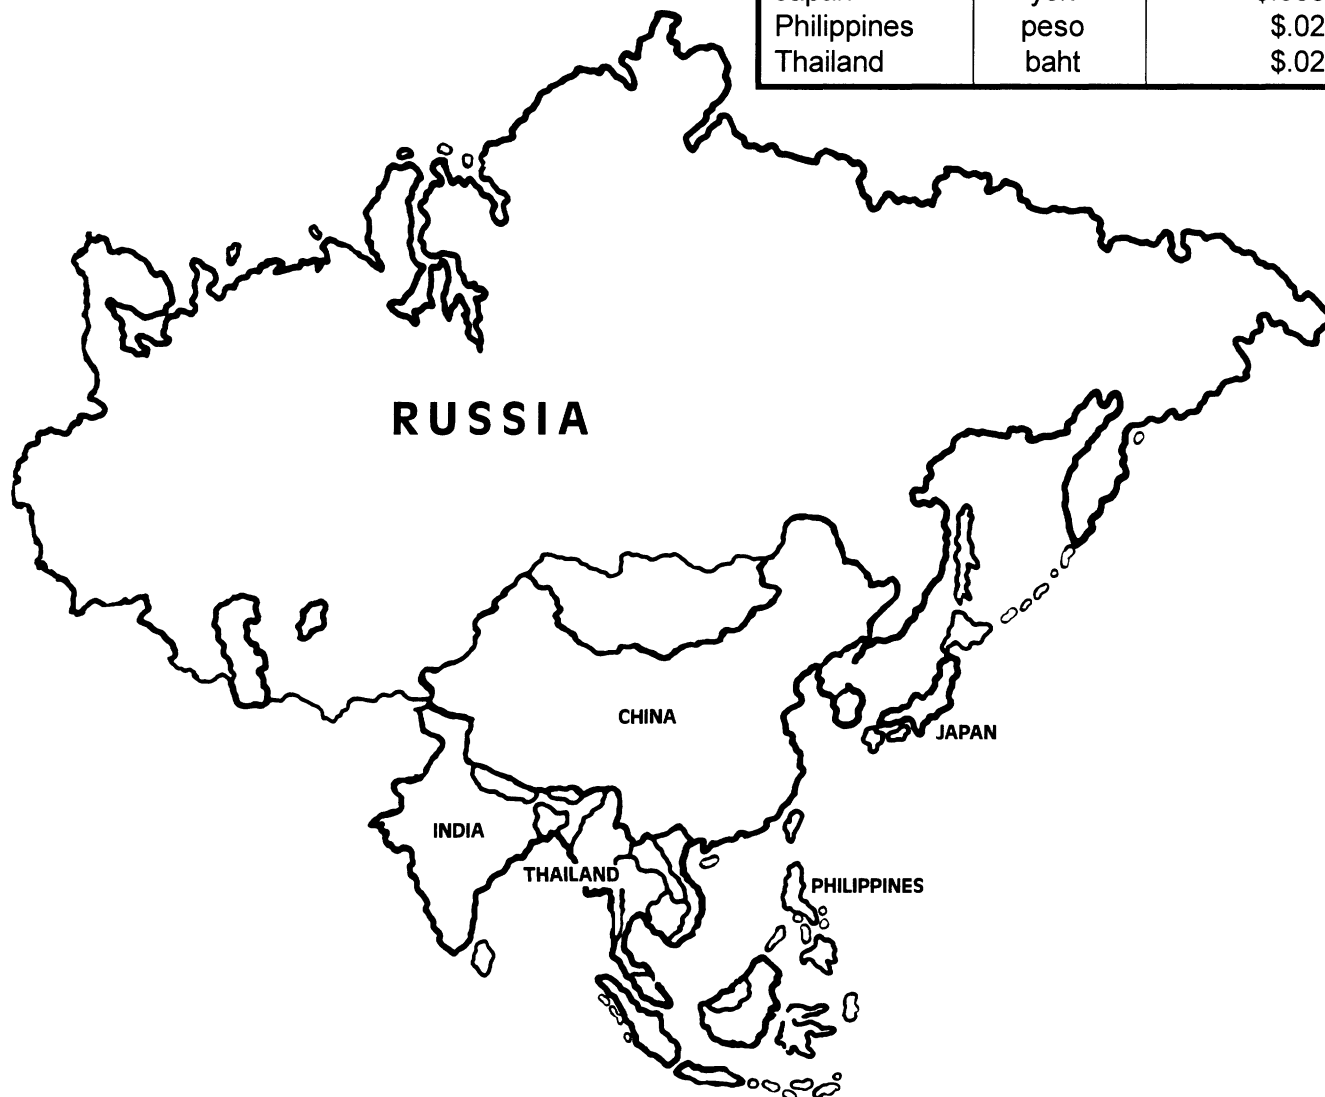 Philippines peso $.02
Thailand baht $.02
RUSSIA
CHINA
JAPAN
INDIA
THAILAND
PHILIPPINES